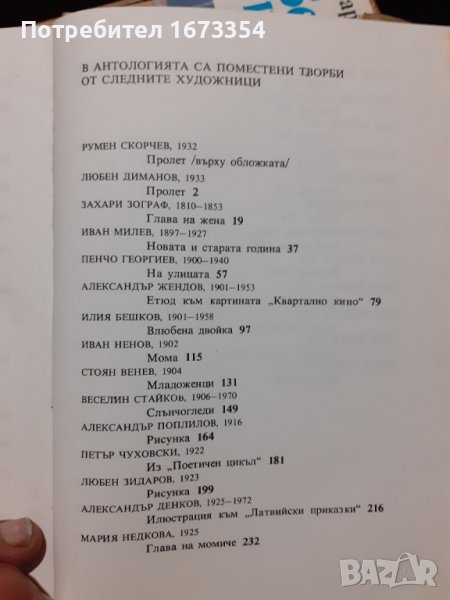 Потребител 1673354
В АНТОЛОГИЯТА СА ПОМЕСТЕНИ ТВОРБИ
ОТ СЛЕДНИТЕ ХУДОЖНИЦИ
РУМЕН СКОРЧЕВ, 1932
Пролет /върху обложката/
ЛЮБЕН ДИМАНОВ, 1933
Пролет 2
ЗАХАРИ ЗОГРАФ, 1810–1853
Глава на жена 19
ИВАН МИЛЕВ, 1897–1927
Новата и старата година 37
ПЕНЧО ГЕОРГИЕВ, 1900–1940
На улицата 57
АЛЕКСАНДЪР ЖЕНДОВ, 1901–1953
Етюд към картината „Квартално кино“ 79
ИЛИЯ БЕШКОВ, 1901–1958
Влюбена двойка 97
ИВАН НЕНОВ, 1902
Мома 115
СТОЯН ВЕНЕВ, 1904
Младоженци 131
ВЕСЕЛИН СТАЙКОВ, 1906–1970
Слънчогледи 149
АЛЕКСАНДЪР ПОПЛИЛОВ, 1916
Рисунка 164
ПЕТЪР ЧУХОВСКИ, 1922
Из „Поетичен цикъл“ 181
ЛЮБЕН ЗИДАРОВ, 1923
Рисунка 199
АЛЕКСАНДЪР ДЕНКОВ, 1925–1972
Илюстрация към „Латвийски приказки“ 216
МАРИЯ НЕДКОВА, 1925
Глава на момиче 232
BAZAR